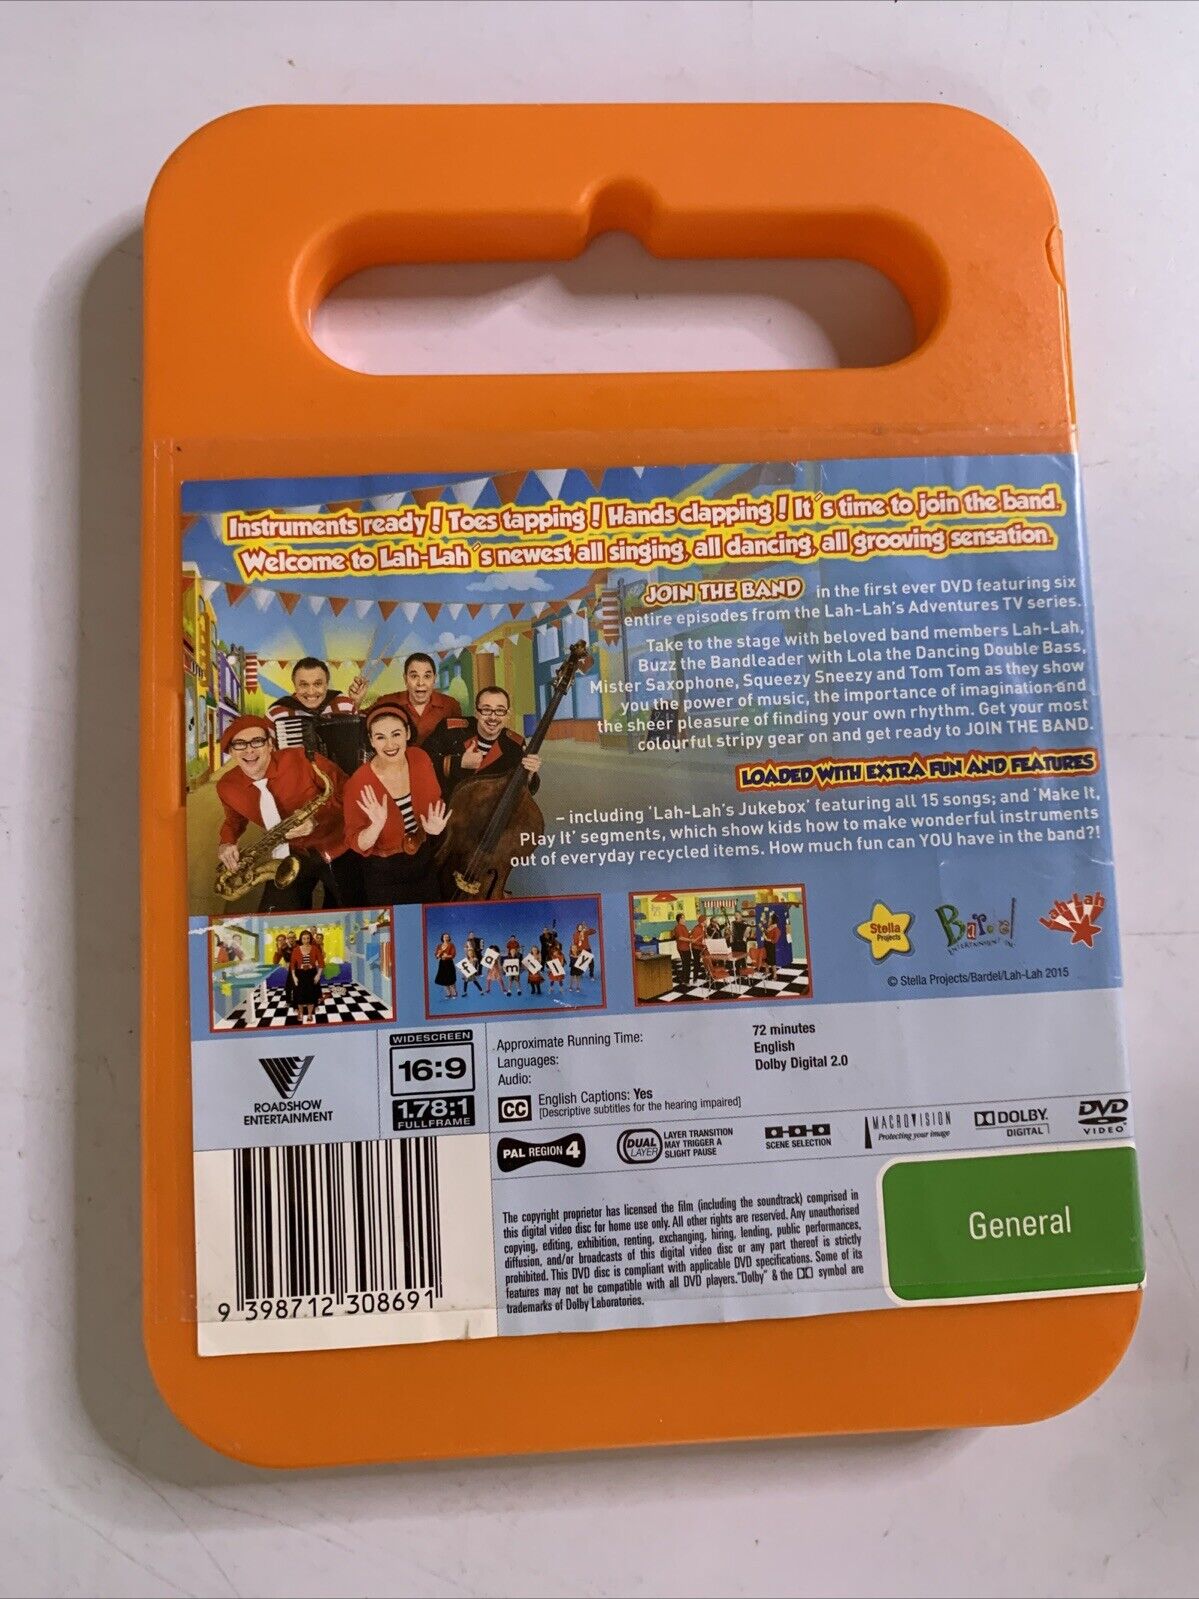 Instruments ready! Toes tapping! Hands clapping! It´s time to join the band.
Welcome to Lah-Lah´s newest all singing, all dancing, all grooving sensation.
JOIN THE BAND in the first ever DVD featuring six
entire episodes from the Lah-Lah's Adventures TV series.
Take to the stage with beloved band members Lah-Lah,
Buzz the Bandleader with Lola the Dancing Double Bass,
Mister Saxophone, Squeezy Sneezy and Tom Tom as they show
you the power of music, the importance of imagination and
the sheer pleasure of finding your own rhythm. Get your most
colourful stripy gear on and get ready to JOIN THE BAND.
LOADED WITH EXTRA FUN AND FEATURES
– including 'Lah-Lah's Jukebox' featuring all 15 songs; and 'Make It,
Play It' segments, which show kids how to make wonderful instruments
out of everyday recycled items. How much fun can YOU have in the band?!
family
Stella
Projects
Bardel
ENTERTAINMENT INC.
Lah-Lah
© Stella Projects/Bardel/Lah-Lah 2015
ROADSHOW
ENTERTAINMENT
WIDESCREEN
16:9
1.78:1
FULLFRAME
Approximate Running Time: 72 minutes
Languages: English
Audio: Dolby Digital 2.0
CC English Captions: Yes
[Descriptive subtitles for the hearing impaired]
PAL REGION 4
DUAL
LAYER
LAYER TRANSITION
MAY TRIGGER A
SLIGHT PAUSE
SCENE SELECTION
MACROVISION
Protecting your image
DOLBY
DIGITAL
DVD
VIDEO
The copyright proprietor has licensed the film (including the soundtrack) comprised in
this digital video disc for home use only. All other rights are reserved. Any unauthorised
copying, editing, exhibition, renting, exchanging, hiring, lending, public performances,
diffusion, and/or broadcasts of this digital video disc or any part thereof is strictly
prohibited. This DVD disc is compliant with applicable DVD specifications. Some of its
features may not be compatible with all DVD players. "Dolby" & the DD symbol are
trademarks of Dolby Laboratories.
General
9 398712 308691